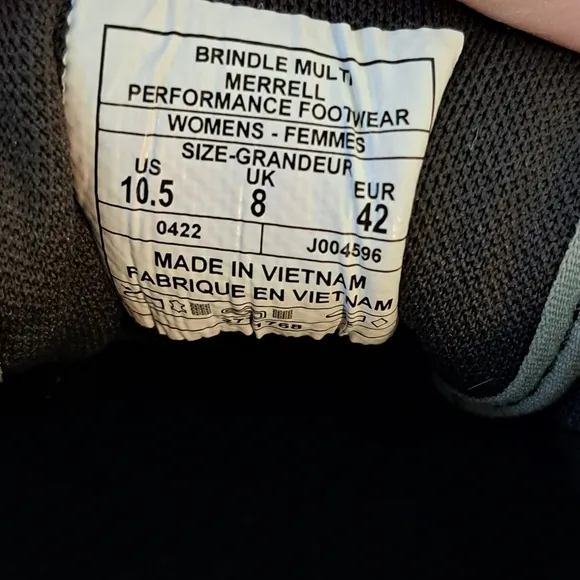 BRINDLE MULTI
MERRELL
PERFORMANCE FOOTWEAR
WOMENS - FEMMES
SIZE-GRANDEUR
US UK EUR
10.5 8 42
0422 J004596
MADE IN VIETNAM
FABRIQUE EN VIETNAM